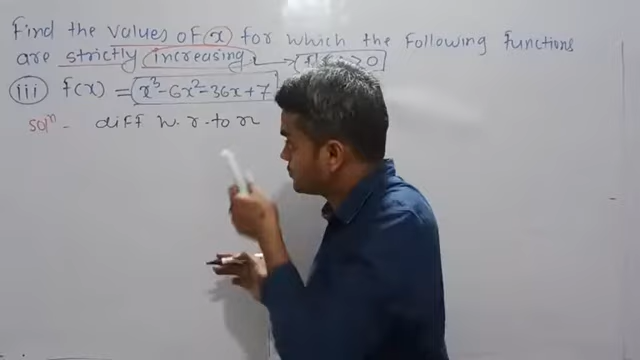 Find the values of x for which the following functions
are strictly increasing → f'(x) > 0
(iii) f(x) = x³-6x²-36x+7
Solⁿ- diff w.r.to x